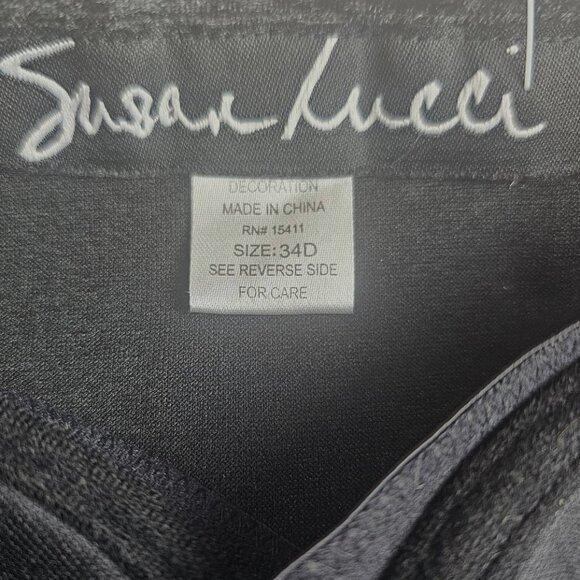 Susan Lucci
DECORATION
MADE IN CHINA
RN# 15411
SIZE: 34D
SEE REVERSE SIDE
FOR CARE